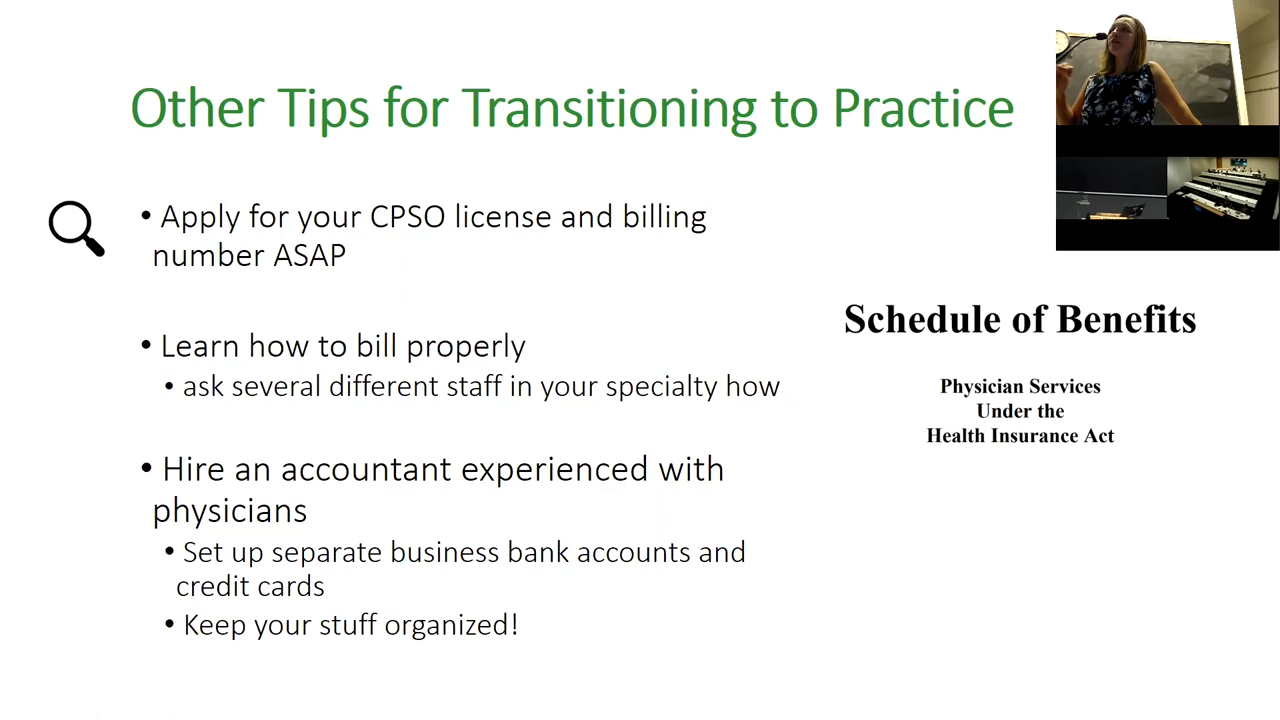 Other Tips for Transitioning to Practice
• Apply for your CPSO license and billing
number ASAP
• Learn how to bill properly
• ask several different staff in your specialty how
• Hire an accountant experienced with
physicians
• Set up separate business bank accounts and
credit cards
• Keep your stuff organized!
Schedule of Benefits
Physician Services
Under the
Health Insurance Act